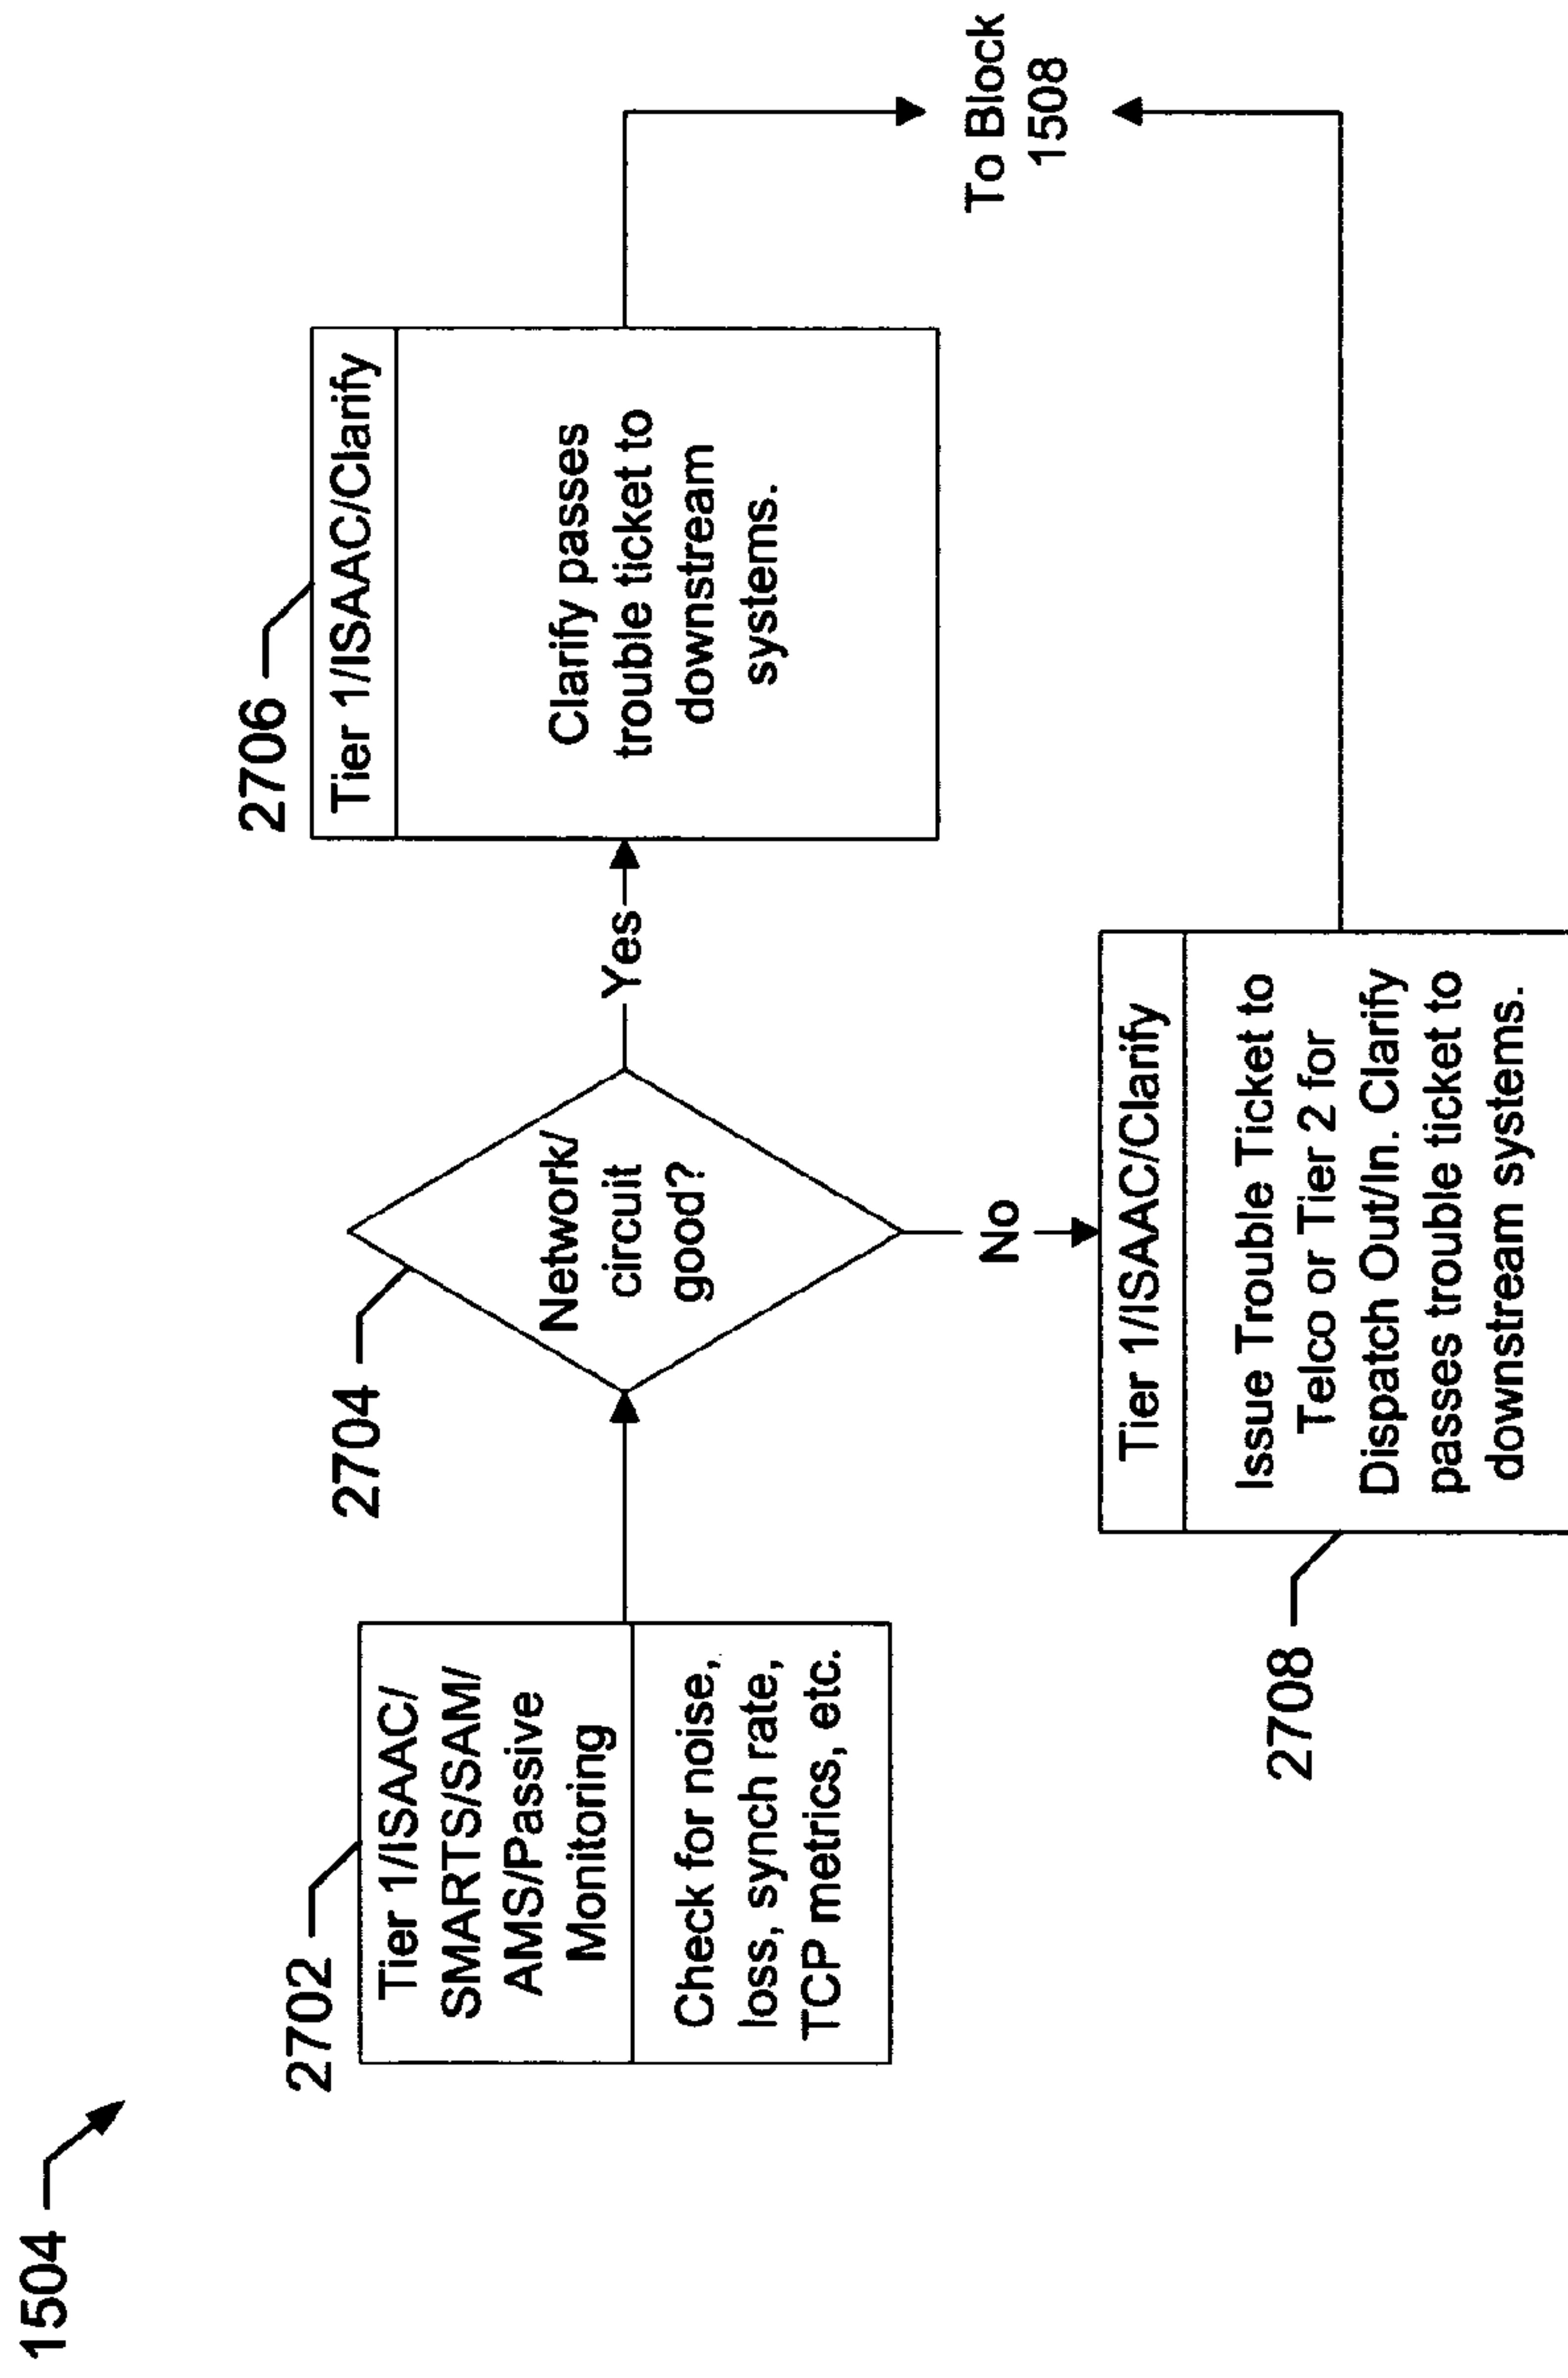 1504
2702
Tier 1/ISAAC/
SMARTS/SAM/
AMS/Passive
Monitoring
Check for noise,
loss, synch rate,
TCP metrics, etc.
2704
Network/
circuit
good?
Yes
2706
Tier 1/ISAAC/Clarify
Clarify passes
trouble ticket to
downstream
systems.
No
2708
Tier 1/ISAAC/Clarify
Issue Trouble Ticket to
Telco or Tier 2 for
Dispatch Out/In. Clarify
passes trouble ticket to
downstream systems.
To Block
1508